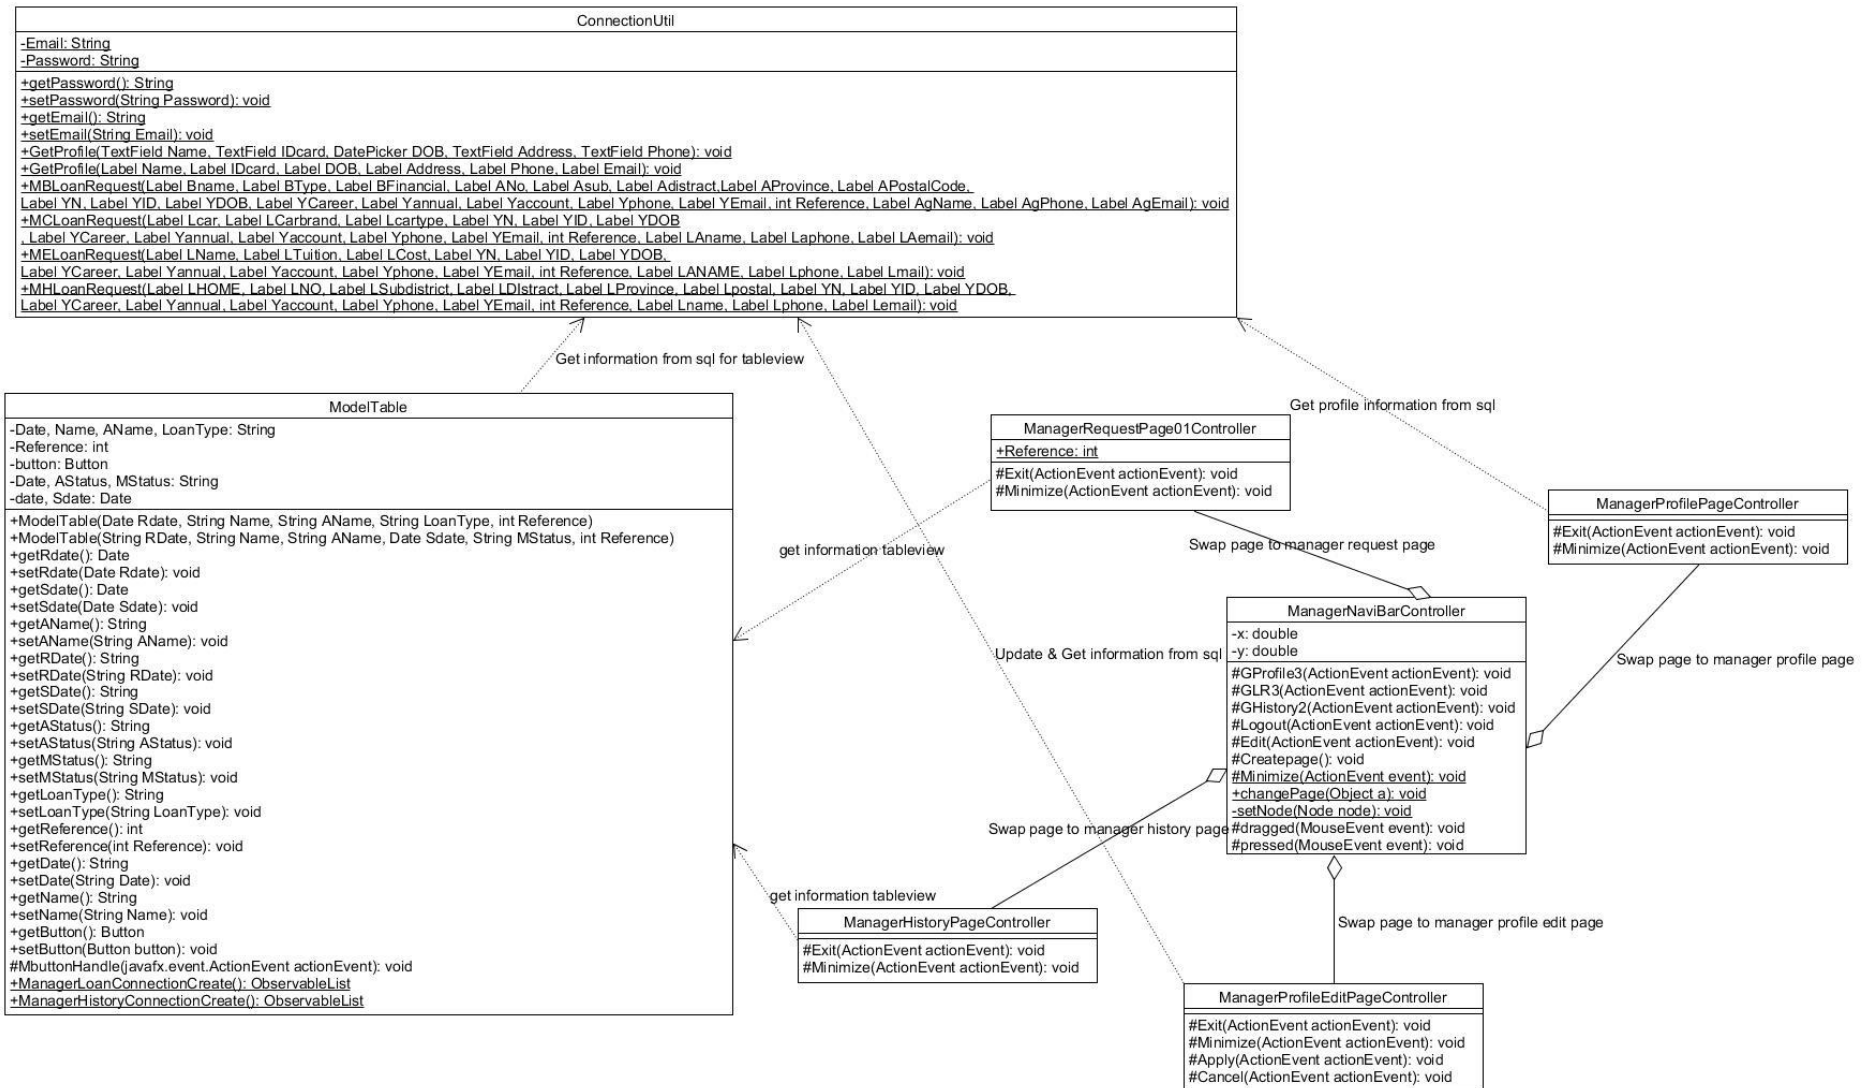 ConnectionUtil
-Email: String
-Password: String
+getPassword(): String
+setPassword(String Password): void
+getEmail(): String
+setEmail(String Email): void
+GetProfile(TextField Name, TextField IDcard, DatePicker DOB, TextField Address, TextField Phone): void
+GetProfile(Label Name, Label IDcard, Label DOB, Label Address, Label Phone, Label Email): void
+MBLoanRequest(Label Bname, Label BType, Label BFinancial, Label ANo, Label Asub, Label Adistract,Label AProvince, Label APostalCode,
Label YN, Label YID, Label YDOB, Label YCareer, Label Yannual, Label Yaccount, Label Yphone, Label YEmail, int Reference, Label AgName, Label AgPhone, Label AgEmail): void
+MCLoanRequest(Label Lcar, Label LCarbrand, Label Lcartype, Label YN, Label YID, Label YDOB
, Label YCareer, Label Yannual, Label Yaccount, Label Yphone, Label YEmail, int Reference, Label LAname, Label Laphone, Label LAemail): void
+MELoanRequest(Label LName, Label LTuition, Label LCost, Label YN, Label YID, Label YDOB,
Label YCareer, Label Yannual, Label Yaccount, Label Yphone, Label YEmail, int Reference, Label LANAME, Label Lphone, Label Lmail): void
+MHLoanRequest(Label LHOME, Label LNO, Label LSubdistrict, Label LDIstract, Label LProvince, Label Lpostal, Label YN, Label YID, Label YDOB,
Label YCareer, Label Yannual, Label Yaccount, Label Yphone, Label YEmail, int Reference, Label Lname, Label Lphone, Label Lemail): void
Get information from sql for tableview
ModelTable
-Date, Name, AName, LoanType: String
-Reference: int
-button: Button
-Date, AStatus, MStatus: String
-date, Sdate: Date
+ModelTable(Date Rdate, String Name, String AName, String LoanType, int Reference)
+ModelTable(String RDate, String Name, String AName, Date Sdate, String MStatus, int Reference)
+getRdate(): Date
+setRdate(Date Rdate): void
+getSdate(): Date
+setSdate(Date Sdate): void
+getAName(): String
+setAName(String AName): void
+getRDate(): String
+setRDate(String RDate): void
+getSDate(): String
+setSDate(String SDate): void
+getAStatus(): String
+setAStatus(String AStatus): void
+getMStatus(): String
+setMStatus(String MStatus): void
+getLoanType(): String
+setLoanType(String LoanType): void
+getReference(): int
+setReference(int Reference): void
+getDate(): String
+setDate(String Date): void
+getName(): String
+setName(String Name): void
+getButton(): Button
+setButton(Button button): void
#MbuttonHandle(javafx.event.ActionEvent actionEvent): void
+ManagerLoanConnectionCreate(): ObservableList
+ManagerHistoryConnectionCreate(): ObservableList
Get profile information from sql
ManagerRequestPage01Controller
+Reference: int
#Exit(ActionEvent actionEvent): void
#Minimize(ActionEvent actionEvent): void
ManagerProfilePageController
#Exit(ActionEvent actionEvent): void
#Minimize(ActionEvent actionEvent): void
get information tableview
Swap page to manager request page
ManagerNaviBarController
-x: double
-y: double
#GProfile3(ActionEvent actionEvent): void
#GLR3(ActionEvent actionEvent): void
#GHistory2(ActionEvent actionEvent): void
#Logout(ActionEvent actionEvent): void
#Edit(ActionEvent actionEvent): void
#Createpage(): void
#Minimize(ActionEvent event): void
+changePage(Object a): void
-setNode(Node node): void
#dragged(MouseEvent event): void
#pressed(MouseEvent event): void
Update & Get information from sql
Swap page to manager profile page
Swap page to manager history page
get information tableview
ManagerHistoryPageController
#Exit(ActionEvent actionEvent): void
#Minimize(ActionEvent actionEvent): void
Swap page to manager profile edit page
ManagerProfileEditPageController
#Exit(ActionEvent actionEvent): void
#Minimize(ActionEvent actionEvent): void
#Apply(ActionEvent actionEvent): void
#Cancel(ActionEvent actionEvent): void